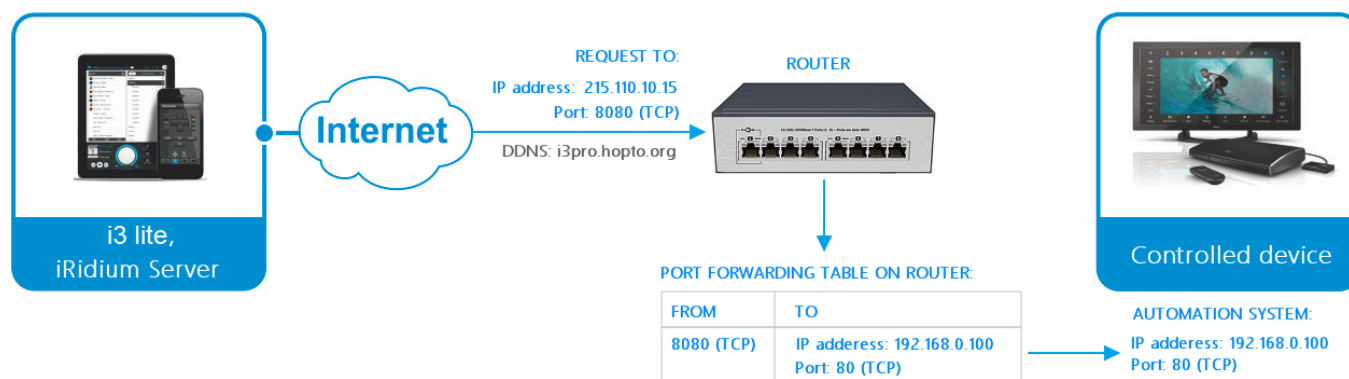 i3 lite,
iRidium Server
Internet
REQUEST TO:
IP address: 215.110.10.15
Port: 8080 (TCP)
DDNS: i3pro.hopto.org
ROUTER
PORT FORWARDING TABLE ON ROUTER:
FROM TO
8080 (TCP) IP adderess: 192.168.0.100
Port: 80 (TCP)
Controlled device
AUTOMATION SYSTEM:
IP adderess: 192.168.0.100
Port: 80 (TCP)